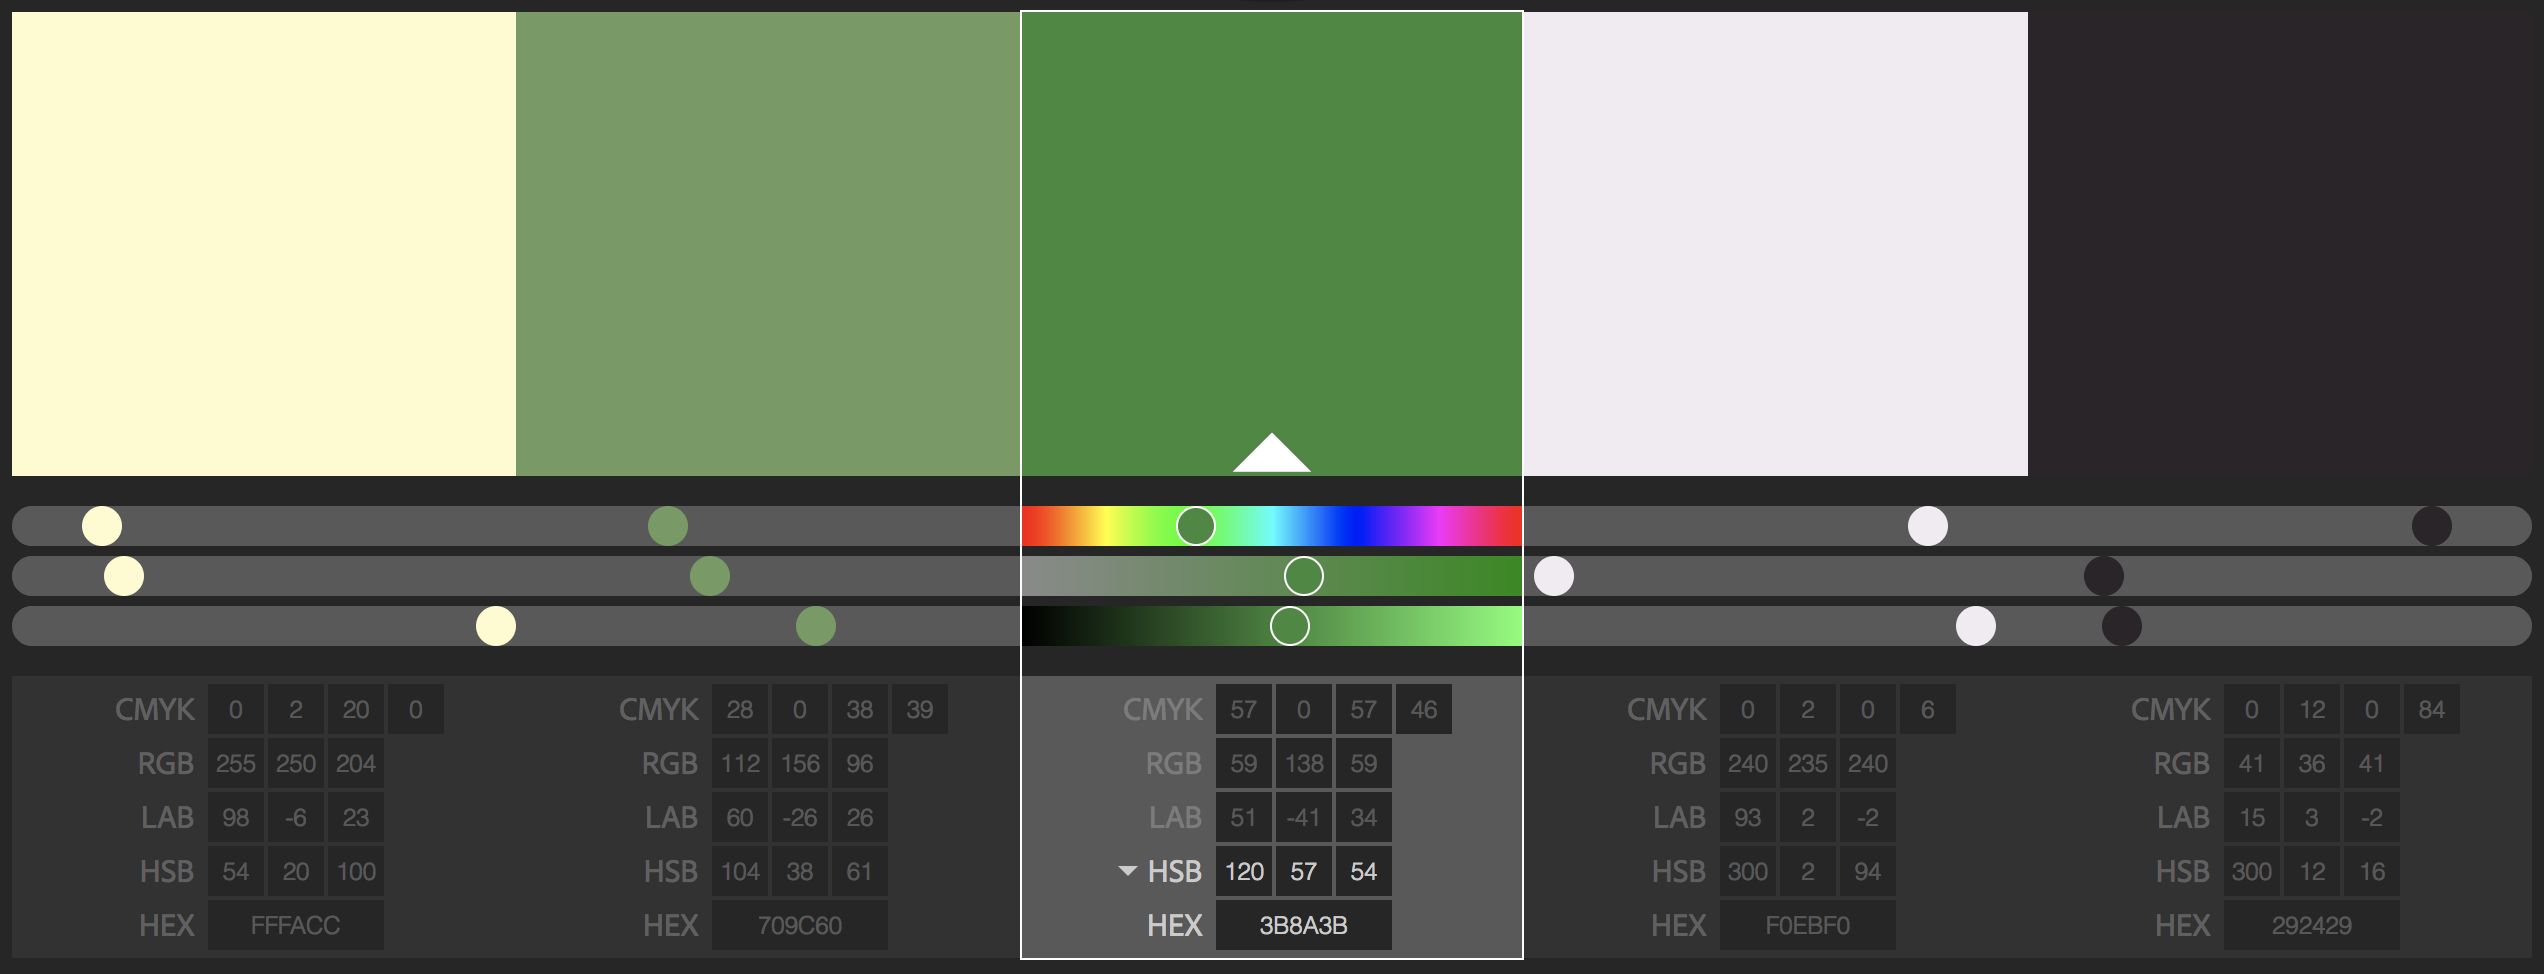 CMYK 0 2 20 0
RGB 255 250 204
LAB 98 -6 23
HSB 54 20 100
HEX FFFACC
CMYK 28 0 38 39
RGB 112 156 96
LAB 60 -26 26
HSB 104 38 61
HEX 709C60
CMYK 57 0 57 46
RGB 59 138 59
LAB 51 -41 34
HSB 120 57 54
HEX 3B8A3B
CMYK 0 2 0 6
RGB 240 235 240
LAB 93 2 -2
HSB 300 2 94
HEX F0EBF0
CMYK 0 12 0 84
RGB 41 36 41
LAB 15 3 -2
HSB 300 12 16
HEX 292429